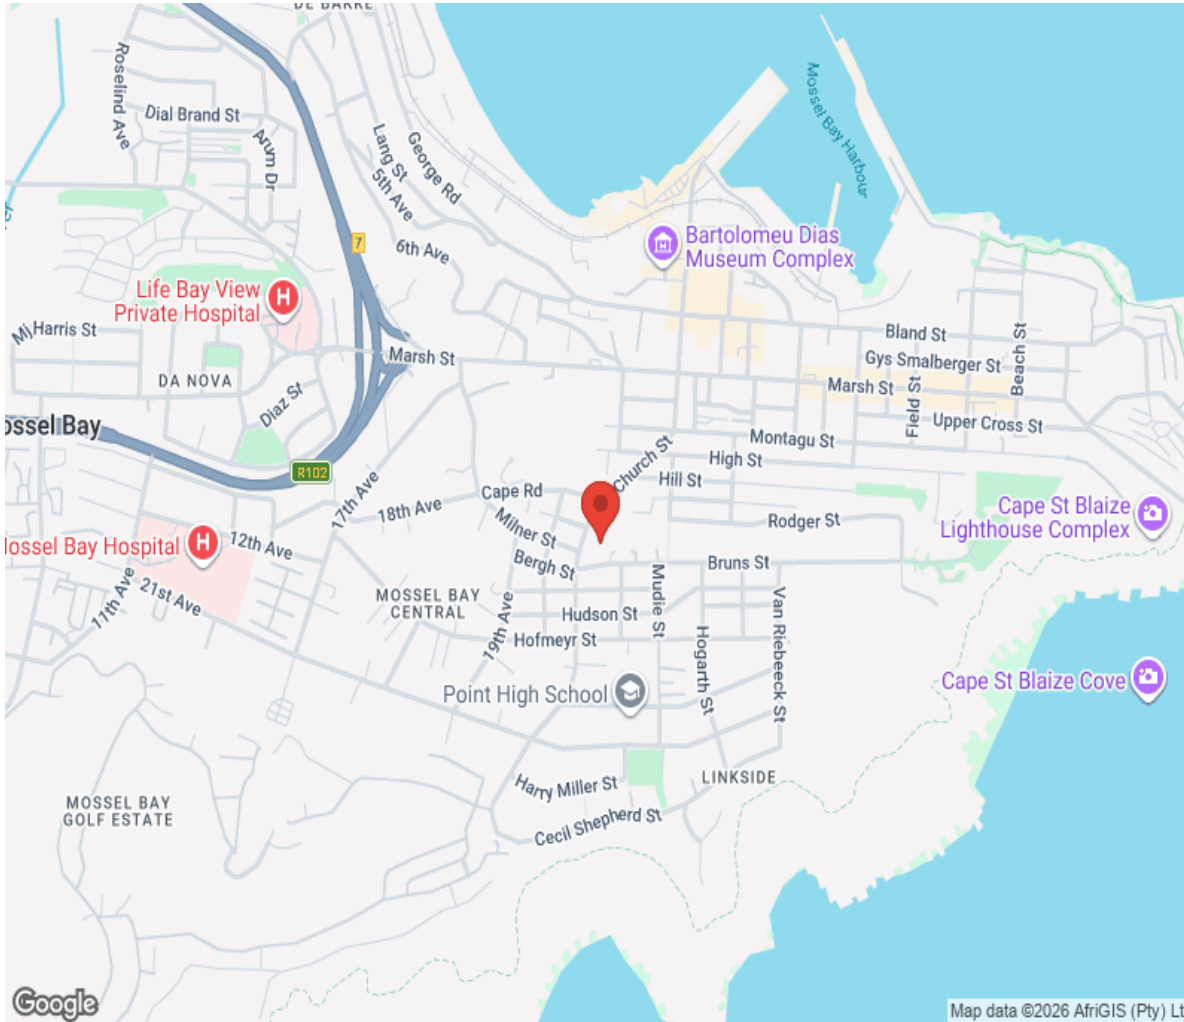 DE BARRE
Roselind Ave
Dial Brand St
Arum Dr
Lang St
5th Ave
George Rd
6th Ave
7
Mossel Bay Harbour
Bartolomeu Dias
Museum Complex
Life Bay View
Private Hospital
Mj Harris St
DA NOVA
Diaz St
Marsh St
Bland St
Gys Smalberger St
Beach St
Marsh St
Field St
Upper Cross St
ossel Bay
R102
Montagu St
Church St
High St
Hill St
17th Ave
18th Ave
Cape Rd
Milner St
Rodger St
Cape St Blaize
Lighthouse Complex
Mossel Bay Hospital
12th Ave
Bergh St
Bruns St
11th Ave
21st Ave
MOSSEL BAY
CENTRAL
19th Ave
Hudson St
Hofmeyr St
Mudie St
Hogarth St
Van Riebeeck St
Point High School
Cape St Blaize Cove
Harry Miller St
LINKSIDE
Cecil Shepherd St
MOSSEL BAY
GOLF ESTATE
Google
Map data ©2026 AfriGIS (Pty) Lt